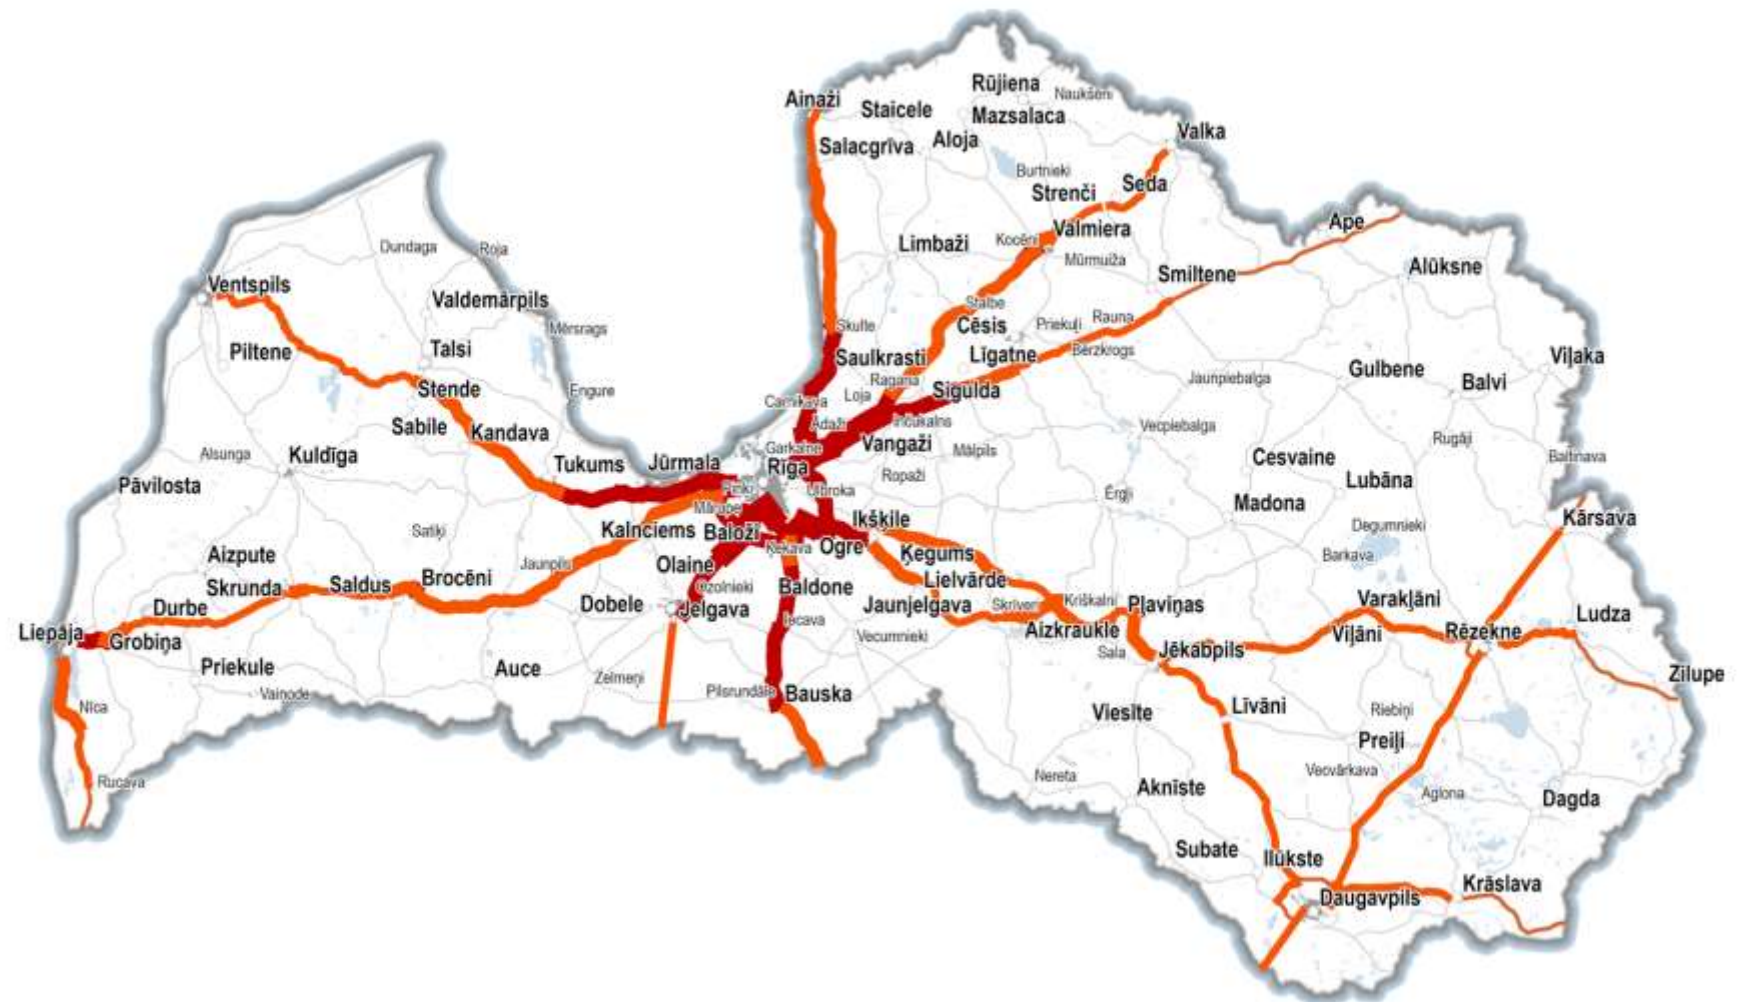 Rūjiena
Naukšēni
Ainaži
Staicele
Mazsalaca
Valka
Salacgrīva
Aloja
Burtnieki
Strenči
Seda
Ape
Valmiera
Kocēni
Limbaži
Mūrmuiža
Dundaga
Roja
Smiltene
Alūksne
Ventspils
Valdemārpils
Stalbe
Mērsrags
Skulte
Cēsis
Priekuļi
Rauna
Piltene
Talsi
Saulkrasti
Līgatne
Bērzkrogs
Viļaka
Gulbene
Balvi
Stende
Engure
Ragana
Jaunpiebalga
Carnikava
Loja
Sigulda
Sabile
Kandava
Ādaži
Inčukalns
Vecpiebalga
Rugāji
Alsunga
Kuldīga
Garkalne
Vangaži
Mālpils
Baltinava
Tukums
Jūrmala
Rīga
Ropaži
Cesvaine
Lubāna
Pāvilosta
Piņķi
Ulbroka
Ērgļi
Madona
Mārupe
Ikšķile
Kārsava
Satiķi
Kalnciems
Baloži
Degumnieki
Aizpute
Jaunpils
Olaine
Ķekava
Ogre
Ķegums
Barkava
Skrunda
Saldus
Brocēni
Ozolnieki
Baldone
Lielvārde
Durbe
Dobele
Jelgava
Jaunjelgava
Skrīveri
Kriškalni
Pļaviņas
Varakļāni
Ludza
Liepāja
Grobiņa
Iecava
Vecumnieki
Aizkraukle
Viļāni
Rēzekne
Sala
Jēkabpils
Priekule
Auce
Zelmeņi
Zilupe
Vaiņode
Pilsrundāle
Bauska
Nīca
Viesīte
Līvāni
Riebiņi
Preiļi
Rucava
Nereta
Vecvārkava
Aknīste
Aglona
Dagda
Subate
Ilūkste
Krāslava
Daugavpils